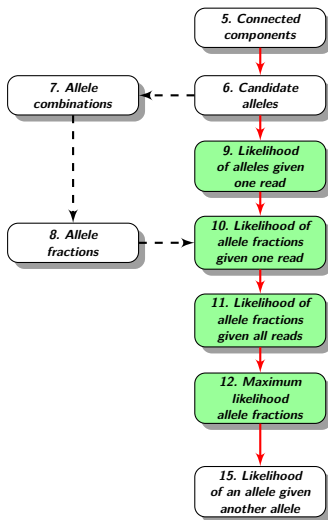 5. Connected
components
7. Allele
combinations
6. Candidate
alleles
9. Likelihood
of alleles given
one read
8. Allele
fractions
10. Likelihood of
allele fractions
given one read
11. Likelihood of
allele fractions
given all reads
12. Maximum
likelihood
allele fractions
15. Likelihood
of an allele given
another allele